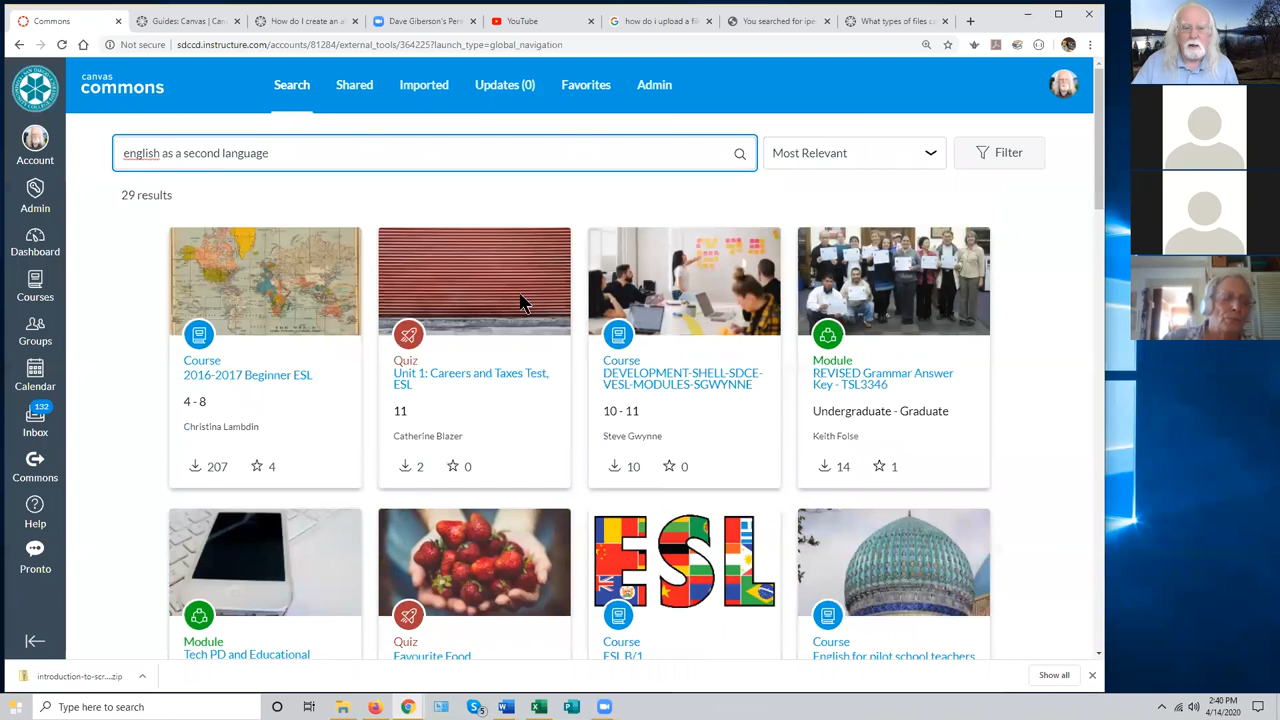 Commons
Guides: Canvas | Can
How do I create an a
Dave Giberson's Pers
YouTube
how do i upload a fil
You searched for ipe
What types of files ca
Not secure
sdccd.instructure.com/accounts/81284/external_tools/364225?launch_type=global_navigation
canvas
commons
Search
Shared
Imported
Updates (0)
Favorites
Admin
Account
Admin
Dashboard
Courses
Groups
Calendar
132
Inbox
Commons
Help
Pronto
english as a second language
Most Relevant
Filter
29 results
Course
2016-2017 Beginner ESL
4 - 8
Christina Lambdin
207
4
Quiz
Unit 1: Careers and Taxes Test,
ESL
11
Catherine Blazer
2
0
Course
DEVELOPMENT-SHELL-SDCE-
VESL-MODULES-SGWYNNE
10 - 11
Steve Gwynne
10
0
Module
REVISED Grammar Answer
Key - TSL3346
Undergraduate - Graduate
Keith Folse
14
1
Module
Tech PD and Educational
Quiz
Favourite Food
ESL
Course
ESL B/1
Course
English for pilot school teachers
introduction-to-scr....zip
Show all
Type here to search
5
2:40 PM
4/14/2020